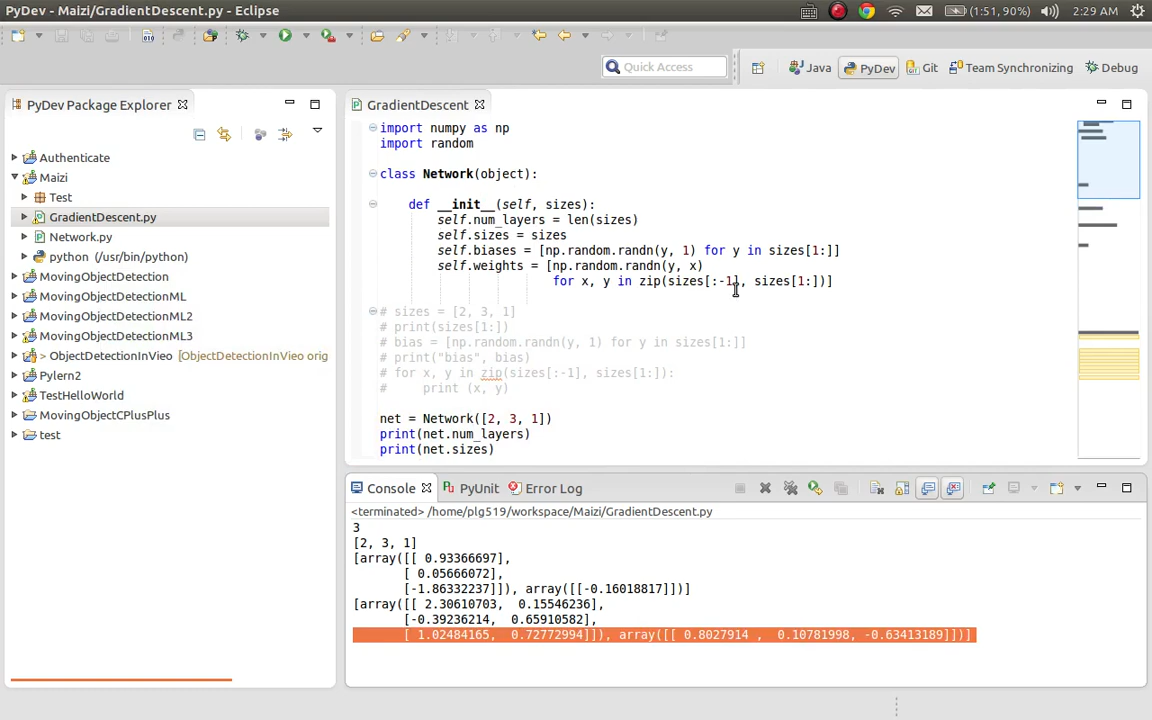 PyDev - Maizi/GradientDescent.py - Eclipse
(1:51, 90%)
2:29 AM
Quick Access
Java
PyDev
Git
Team Synchronizing
Debug
PyDev Package Explorer
Authenticate
Maizi
Test
GradientDescent.py
Network.py
python (/usr/bin/python)
MovingObjectDetection
MovingObjectDetectionML
MovingObjectDetectionML2
MovingObjectDetectionML3
> ObjectDetectionInVieo [ObjectDetectionInVieo orig
Pylern2
TestHelloWorld
MovingObjectCPlusPlus
test
GradientDescent
import numpy as np
import random
class Network(object):
def __init__(self, sizes):
self.num_layers = len(sizes)
self.sizes = sizes
self.biases = [np.random.randn(y, 1) for y in sizes[1:]]
self.weights = [np.random.randn(y, x)
for x, y in zip(sizes[:-1], sizes[1:])]
# sizes = [2, 3, 1]
# print(sizes[1:])
# bias = [np.random.randn(y, 1) for y in sizes[1:]]
# print("bias", bias)
# for x, y in zip(sizes[:-1], sizes[1:]):
#     print (x, y)
net = Network([2, 3, 1])
print(net.num_layers)
print(net.sizes)
Console
PyUnit
Error Log
<terminated> /home/plg519/workspace/Maizi/GradientDescent.py
3
[2, 3, 1]
[array([[ 0.93366697],
[ 0.05666072],
[-1.86332237]]), array([[-0.16018817]])]
[array([[ 2.30610703,  0.15546236],
[-0.39236214,  0.65910582],
[ 1.02484165,  0.72772994]]), array([[ 0.8027914 ,  0.10781998, -0.63413189]])]